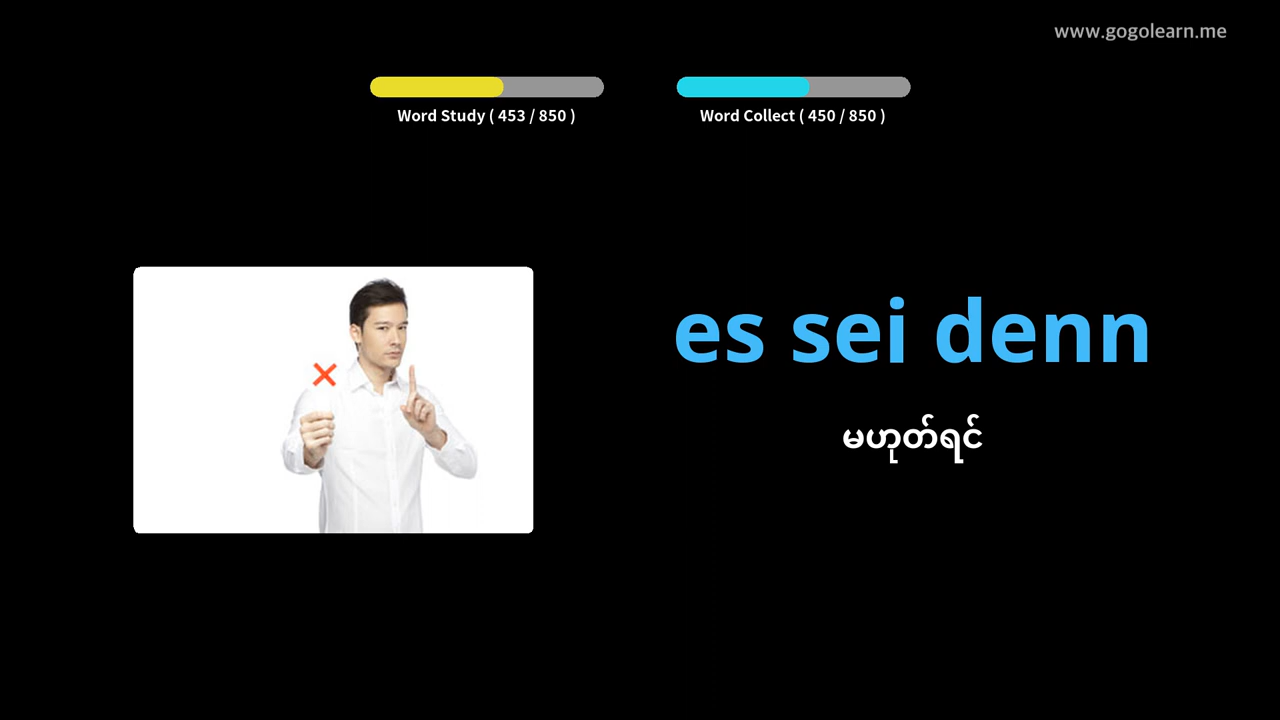 www.gogolearn.me
Word Study ( 453 / 850 )
Word Collect ( 450 / 850 )
es sei denn
မဟုတ်ရင်